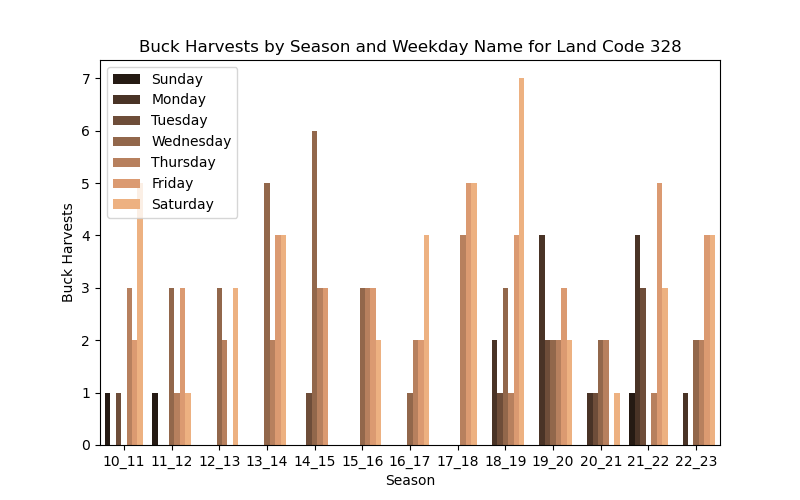 Buck Harvests by Season and Weekday Name for Land Code 328
Sunday
Monday
Tuesday
Wednesday
Thursday
Friday
Saturday
7
6
5
4
3
2
1
0
Buck Harvests
10_11 11_12 12_13 13_14 14_15 15_16 16_17 17_18 18_19 19_20 20_21 21_22 22_23
Season